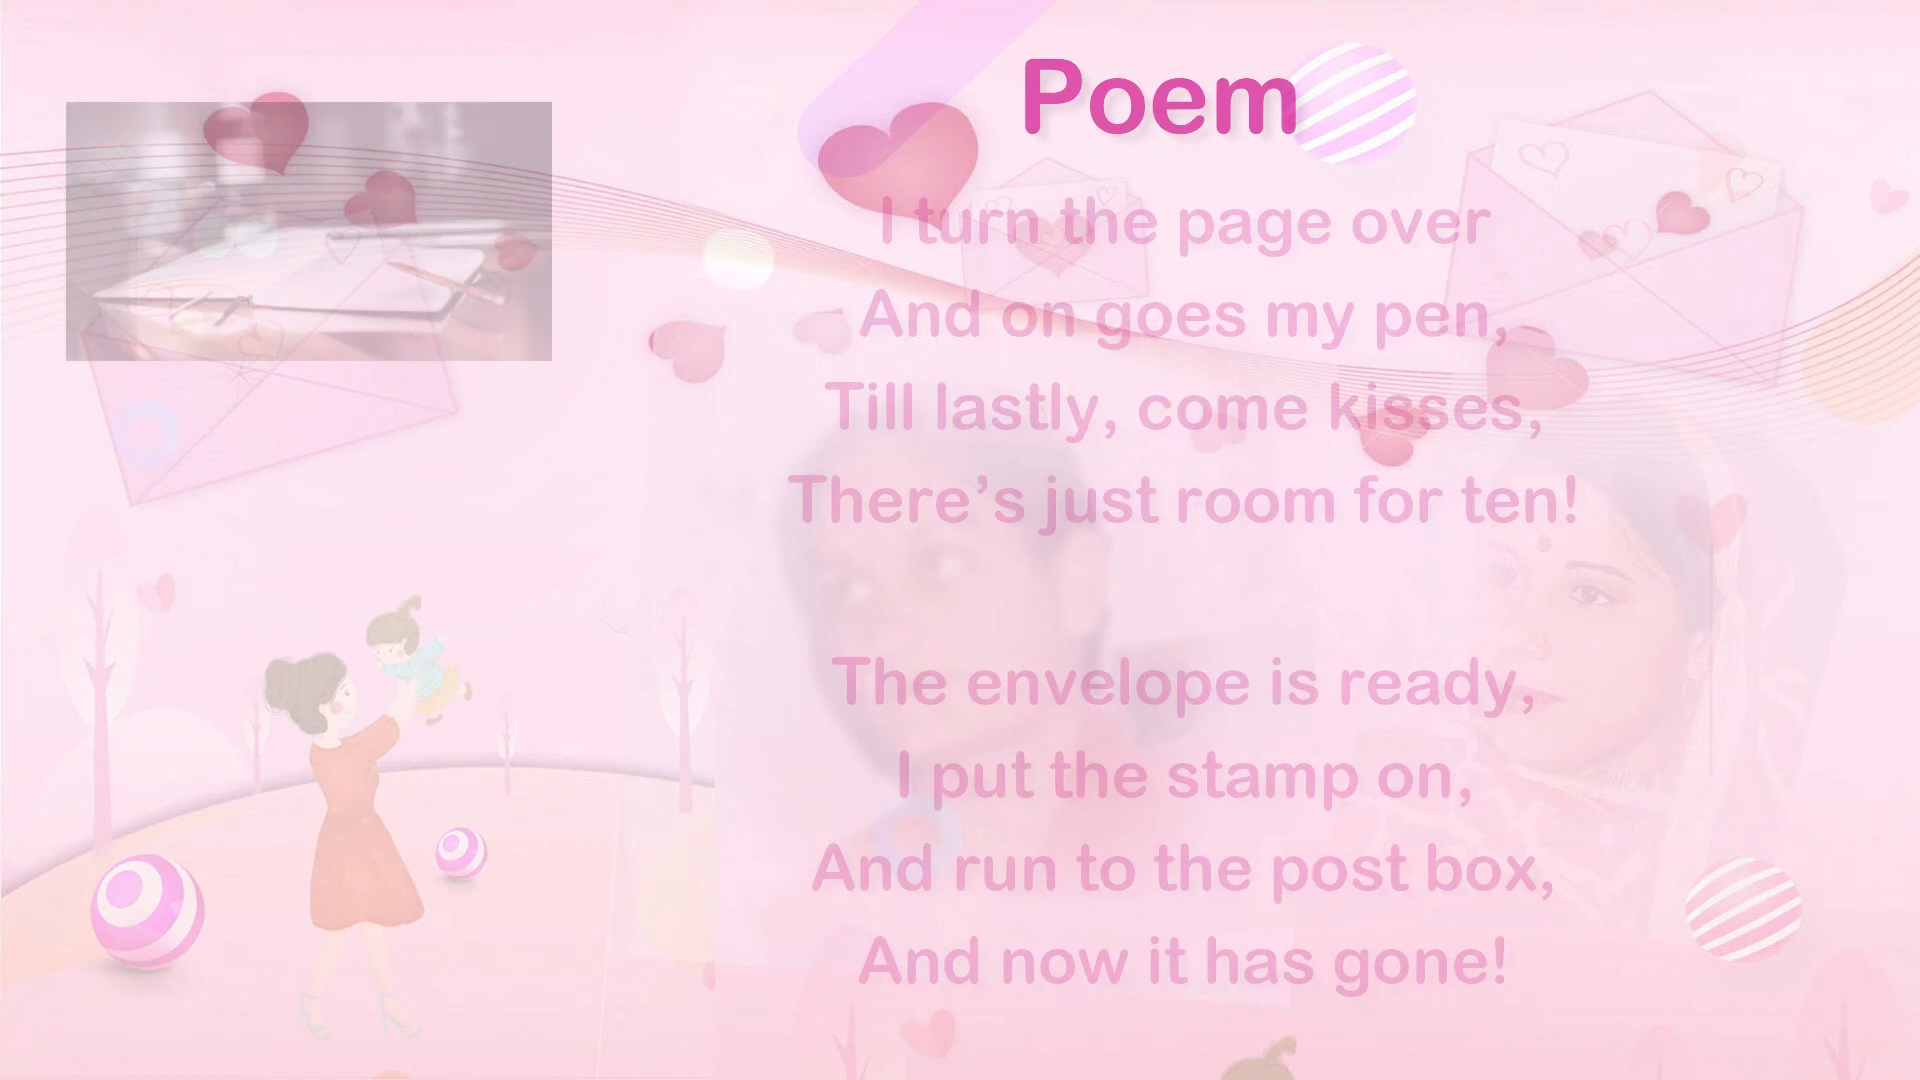 Poem
I turn the page over
And on goes my pen,
Till lastly, come kisses,
There’s just room for ten!
The envelope is ready,
I put the stamp on,
And run to the post box,
And now it has gone!